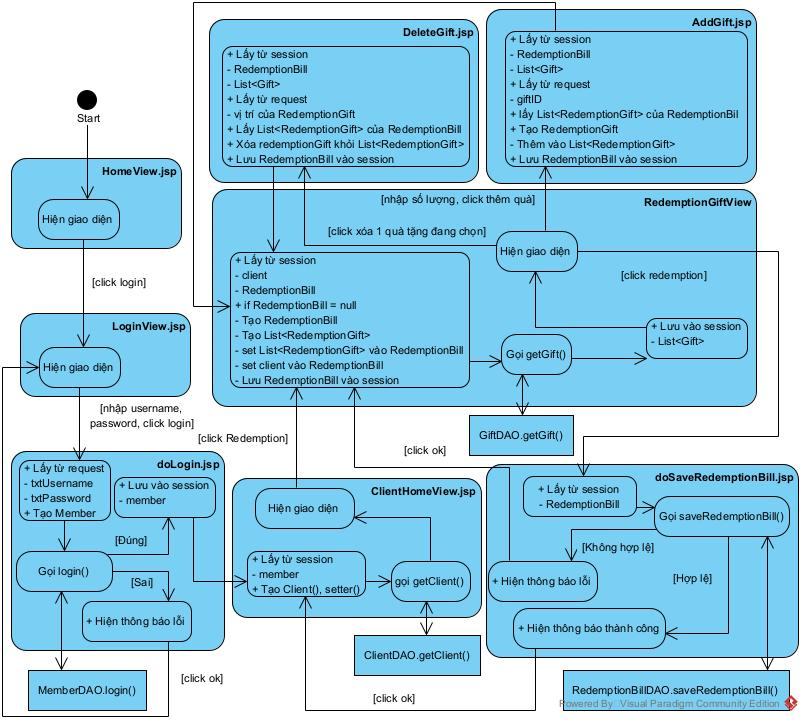 DeleteGift.jsp
+ Lấy từ session
- RedemptionBill
- List<Gift>
+ Lấy từ request
- vị trí của RedemptionGift
+ Lấy List<RedemptionGift> của RedemptionBill
+ Xóa redemptionGift khỏi List<RedemptionGift>
+ Lưu RedemptionBill vào session
AddGift.jsp
+ Lấy từ session
- RedemptionBill
- List<Gift>
+ Lấy từ request
- giftID
+ lấy List<RedemptionGift> của RedemptionBil
+ Tạo RedemptionGift
- Thêm vào List<RedemptionGift>
+ Lưu RedemptionBill vào session
Start
HomeView.jsp
Hiện giao diện
[click login]
[nhập số lượng, click thêm quà]
[click xóa 1 quà tặng đang chọn]
RedemptionGiftView
Hiện giao diện
[click redemption]
+ Lấy từ session
- client
- RedemptionBill
+ if RedemptionBill = null
- Tạo RedemptionBill
- Tạo List<RedemptionGift>
- set List<RedemptionGift> vào RedemptionBill
- set client vào RedemptionBill
- Lưu RedemptionBill vào session
Gọi getGift()
+ Lưu vào session
- List<Gift>
GiftDAO.getGift()
LoginView.jsp
Hiện giao diện
[nhập username,
password, click login]
[click Redemption]
[click ok]
doLogin.jsp
+ Lấy từ request
- txtUsername
- txtPassword
+ Tạo Member
+ Lưu vào session
- member
[Đúng]
Gọi login()
[Sai]
+ Hiện thông báo lỗi
MemberDAO.login()
[click ok]
ClientHomeView.jsp
Hiện giao diện
+ Lấy từ session
- member
+ Tạo Client(), setter()
gọi getClient()
ClientDAO.getClient()
[click ok]
doSaveRedemptionBill.jsp
+ Lấy từ session
- RedemptionBill
Gọi saveRedemptionBill()
[Không hợp lệ]
[Hợp lệ]
+ Hiện thông báo lỗi
+ Hiện thông báo thành công
RedemptionBillDAO.saveRedemptionBill()
Powered By Visual Paradigm Community Edition